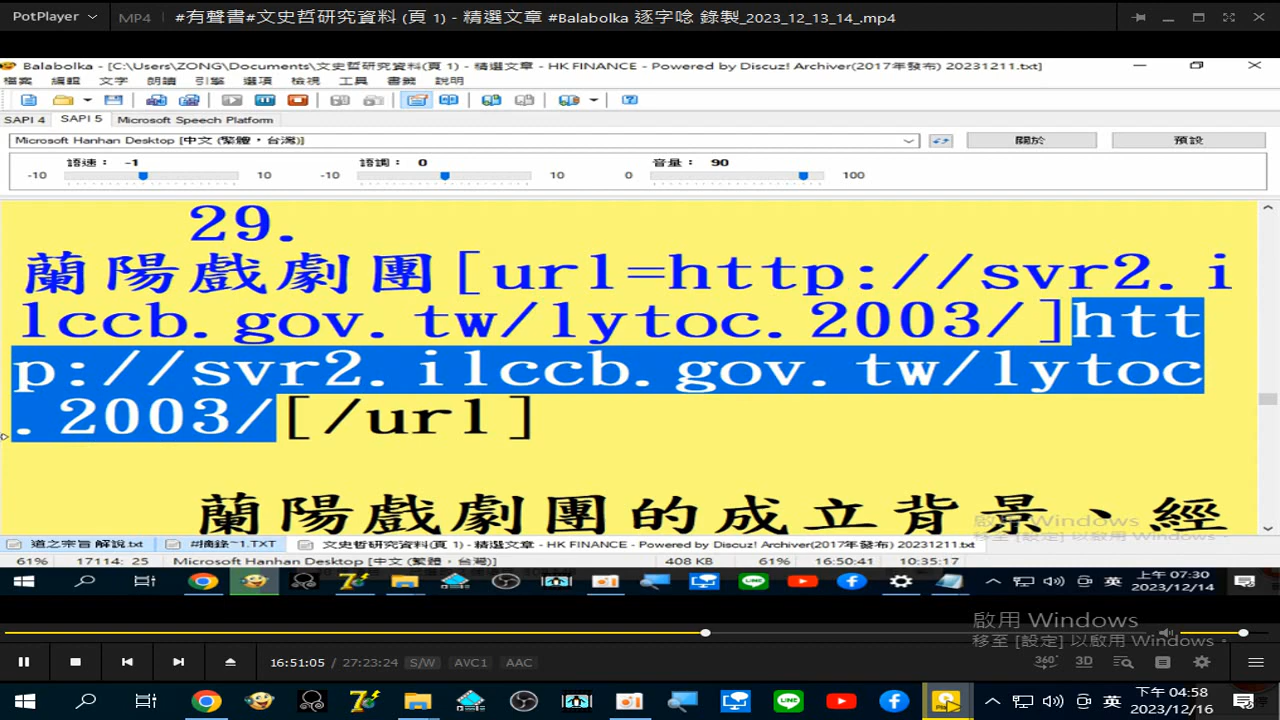 PotPlayer
MP4
#有聲書#文史哲研究資料 (頁 1) - 精選文章 #Balabolka 逐字唸 錄製_2023_12_13_14_.mp4
Balabolka - [C:\Users\ZONG\Documents\文史哲研究資料(頁 1) - 精選文章 - HK FINANCE - Powered by Discuz! Archiver(2017年發布) 20231211.txt]
檔案 編輯 文字 朗讀 引擎 選項 檢視 工具 書籤 說明
SAPI 4 SAPI 5 Microsoft Speech Platform
Microsoft Hanhan Desktop [中文 (繁體，台灣)]
關於 預設
語速： -1 語調： 0 音量： 90
-10 10 -10 10 0 100
29.
蘭陽戲劇團[url=http://svr2.i
lccb.gov.tw/lytoc.2003/]htt
p://svr2.ilccb.gov.tw/lytoc
.2003/[/url]
蘭陽戲劇團的成立背景、經
啟用 Windows
移至 [設定] 以啟用 Windows。
道之宗旨 解說.txt #摘錄~1.TXT 文史哲研究資料(頁 1) - 精選文章 - HK FINANCE - Powered by Discuz! Archiver(2017年發布) 20231211.txt
61% 17114: 25 Microsoft Hanhan Desktop [中文 (繁體，台灣)] 408 KB 61% 16:50:41 10:35:17
英 上午 07:30
2023/12/14
啟用 Windows
移至 [設定] 以啟用 Windows。
16:51:05 / 27:23:24 S/W AVC1 AAC
360° 3D
英 下午 04:58
2023/12/16